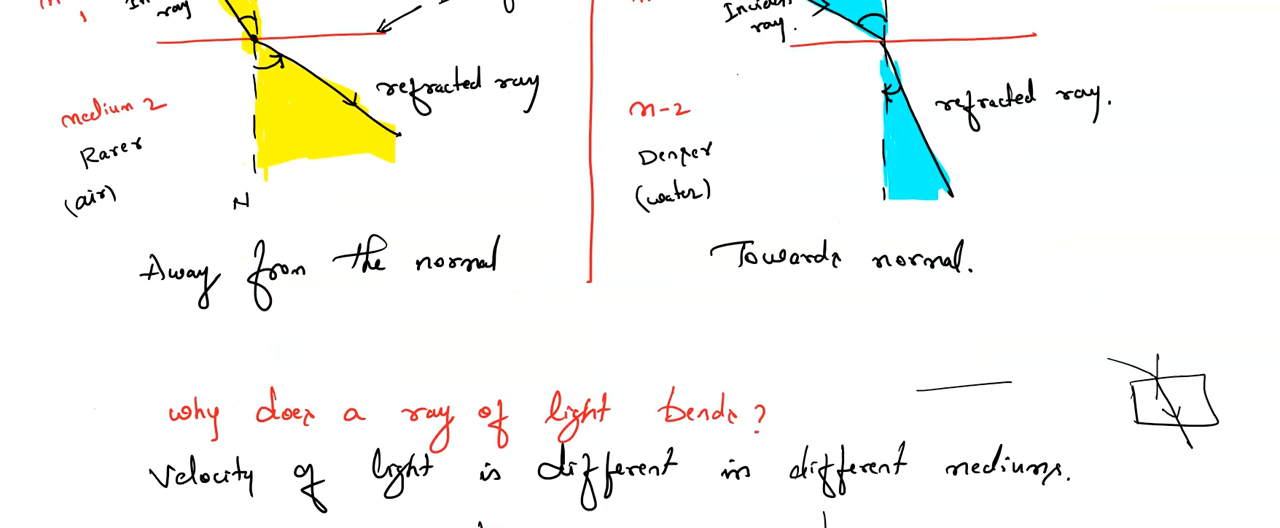 ray
refracted ray
medium 2
Rarer
(air)
N
Away from the normal
ray.
refracted ray.
m-2
Denser
(water)
Towards normal.
why does a ray of light bends?
Velocity of light is different in different mediums.